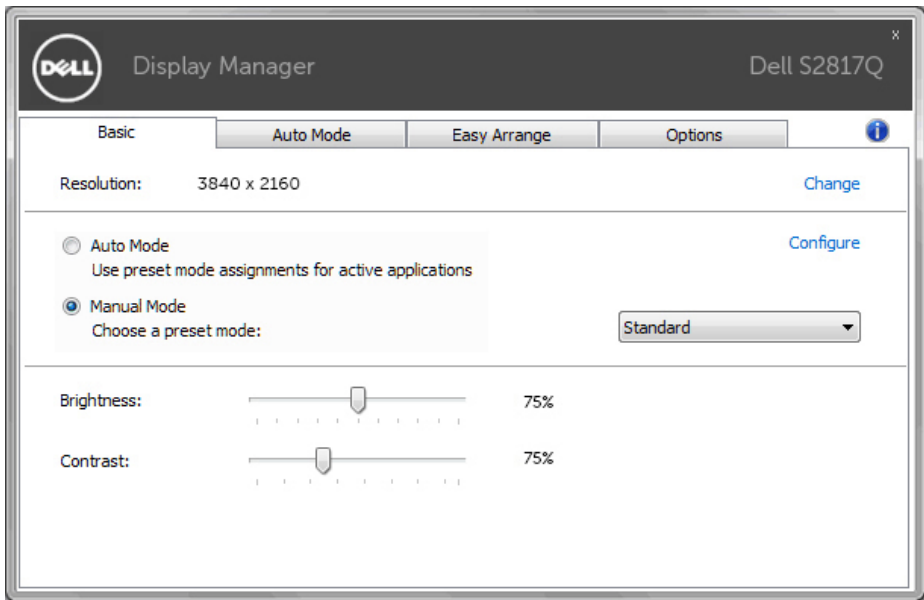 DELL Display Manager Dell S2817Q x
Basic Auto Mode Easy Arrange Options i
Resolution: 3840 x 2160 Change
Auto Mode Configure
Use preset mode assignments for active applications
Manual Mode
Choose a preset mode: Standard
Brightness: 75%
Contrast: 75%